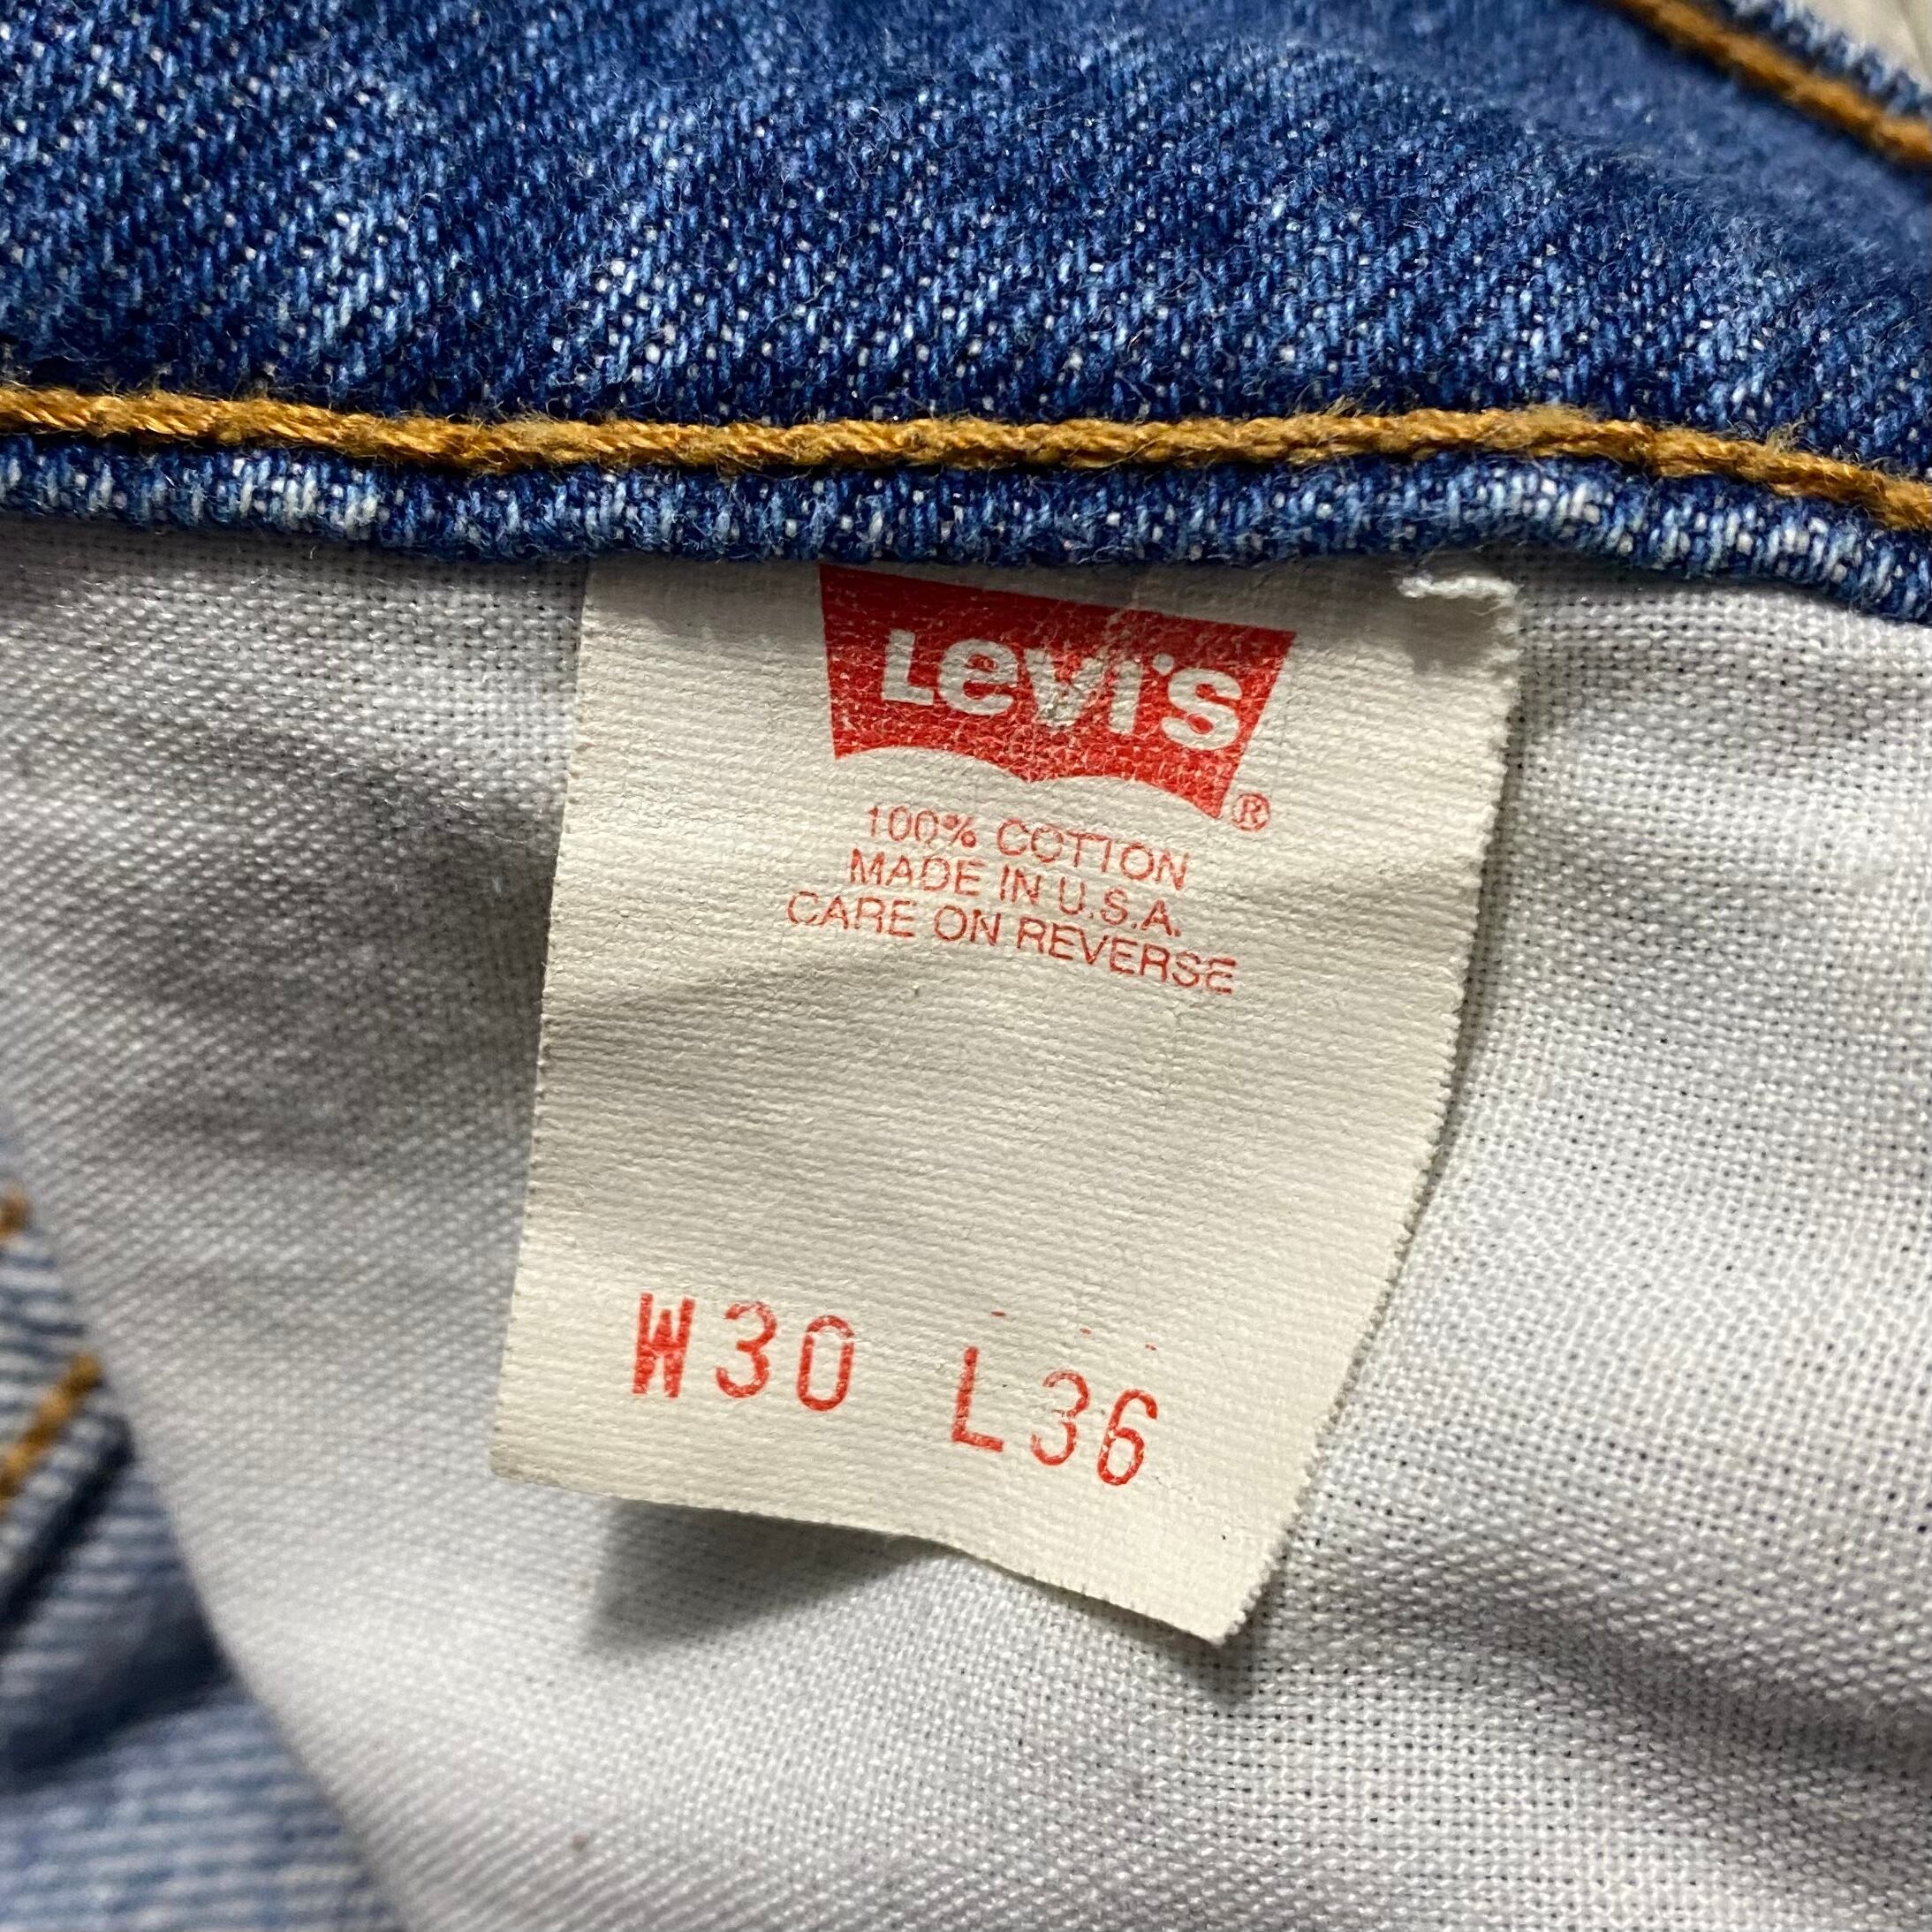 Levi's®
100% COTTON
MADE IN U.S.A.
CARE ON REVERSE
W30 L36